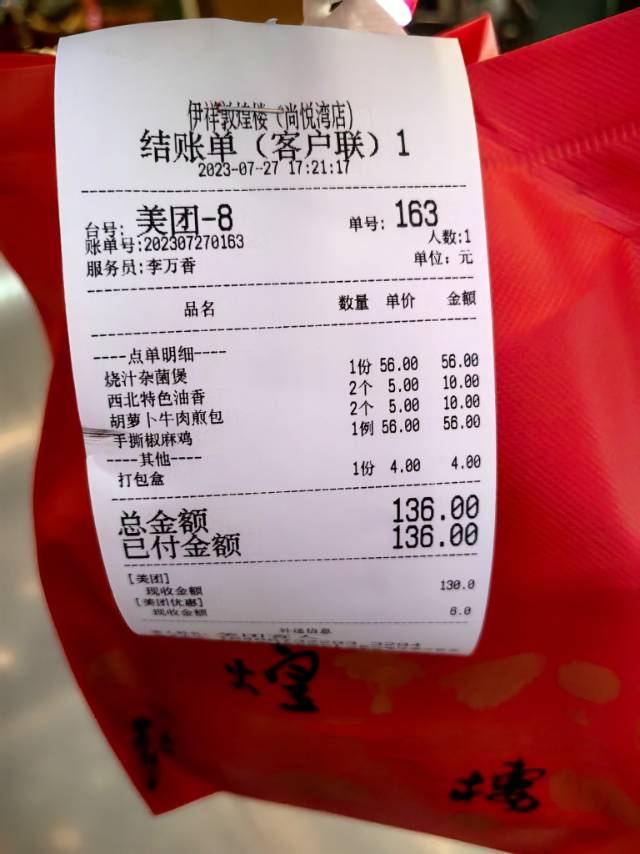 伊祥敦煌楼（尚悦湾店）
结账单（客户联）1
2023-07-27 17:21:17
台号: 美团-8 单号: 163
账单号:202307270163 人数:1
服务员:李万香 单位: 元
品名 数量 单价 金额
----点单明细----
烧汁杂菌煲 1份 56.00 56.00
西北特色油香 2个 5.00 10.00
胡萝卜牛肉煎包 2个 5.00 10.00
手撕椒麻鸡 1例 56.00 56.00
----其他----
打包盒 1份 4.00 4.00
总金额 136.00
已付金额 136.00
[美团]
现收金额 130.0
[美团优惠]
现收金额 6.0
外送信息
煌
楼